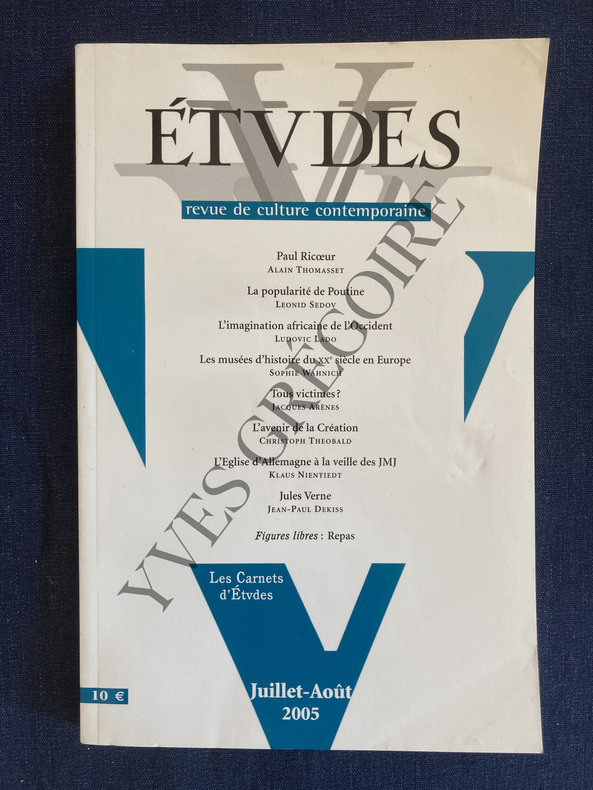 ÉTVDES
revue de culture contemporaine
Paul Ricœur
ALAIN THOMASSET
La popularité de Poutine
LEONID SEDOV
L'imagination africaine de l'Occident
LUDOVIC LADO
Les musées d'histoire du XXe siècle en Europe
SOPHIE WAHNICH
Tous victimes ?
JACQUES ARÈNES
L'avenir de la Création
CHRISTOPH THEOBALD
L'Eglise d'Allemagne à la veille des JMJ
KLAUS NIENTIEDT
Jules Verne
JEAN-PAUL DEKISS
Figures libres : Repas
Les Carnets
d'Étvdes
10 €
Juillet-Août
2005
YVES GRÉGOIRE